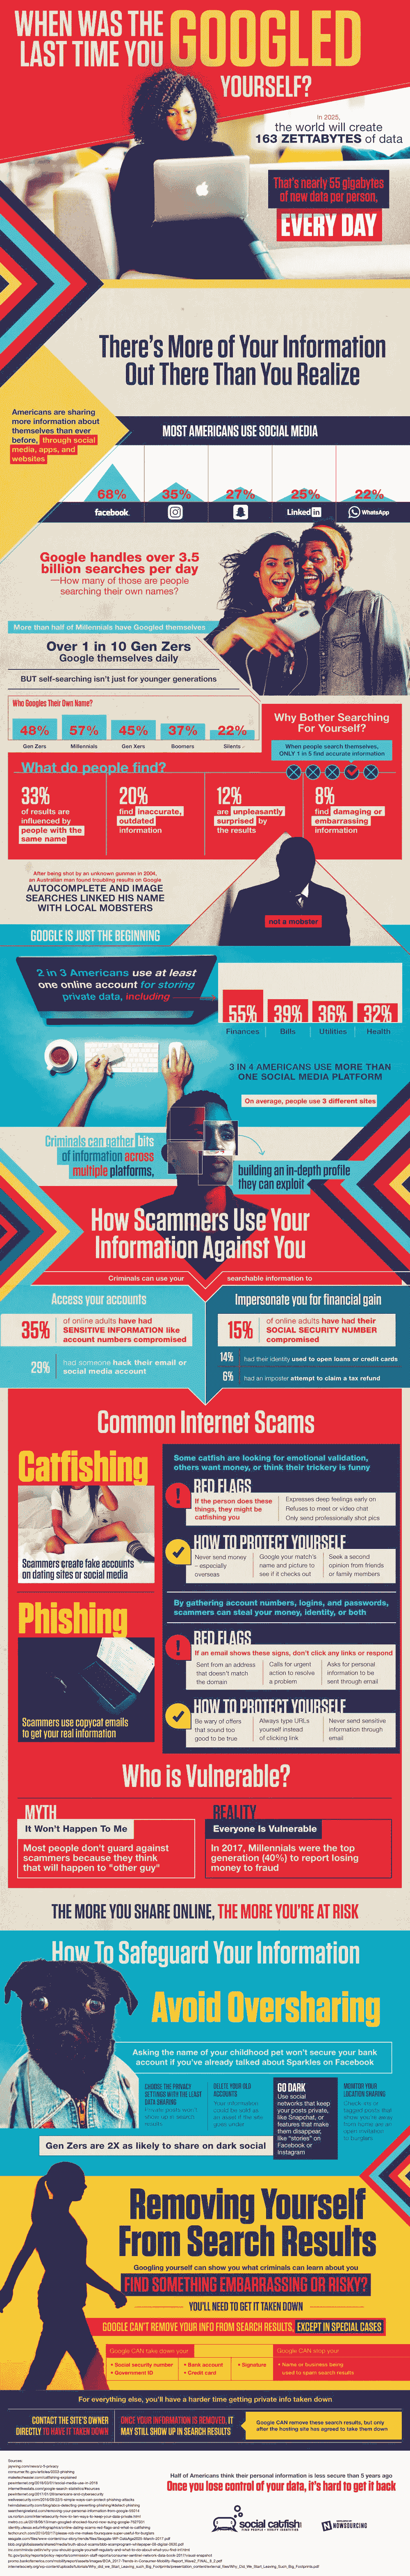 WHEN WAS THE
LAST TIME YOU
GOOGLED
YOURSELF?
In 2025,
the world will create
163 ZETTABYTES of data
That's nearly 55 gigabytes
of new data per person,
EVERY DAY
There's More of Your Information
Out There Than You Realize
Americans are sharing
more information about
themselves than ever
before, through social
media, apps, and
websites
MOST AMERICANS USE SOCIAL MEDIA
68%
35%
27%
25%
22%
facebook
LinkedIn
WhatsApp
Google handles over 3.5
billion searches per day
—How many of those are people
searching their own names?
More than half of Millennials have Googled themselves
Over 1 in 10 Gen Zers
Google themselves daily
BUT self-searching isn't just for younger generations
Who Googles Their Own Name?
48%
57%
45%
37%
22%
Gen Zers
Millennials
Gen Xers
Boomers
Silents
Why Bother Searching
For Yourself?
When people search themselves,
ONLY 1 in 5 find accurate information
What do people find?
33%
of results are
influenced by
people with the
same name
20%
find inaccurate,
outdated
information
12%
are unpleasantly
surprised by
the results
8%
find damaging or
embarrassing
information
After being shot by an unknown gunman in 2004,
an Australian man found troubling results on Google
AUTOCOMPLETE AND IMAGE
SEARCHES LINKED HIS NAME
WITH LOCAL MOBSTERS
not a mobster
GOOGLE IS JUST THE BEGINNING
2 in 3 Americans use at least
one online account for storing
private data, including
55%
39%
36%
32%
Finances
Bills
Utilities
Health
3 IN 4 AMERICANS USE MORE THAN
ONE SOCIAL MEDIA PLATFORM
On average, people use 3 different sites
Criminals can gather bits
of information across
multiple platforms,
building an in-depth profile
they can exploit
How Scammers Use Your
Information Against You
Criminals can use your
searchable information to
Access your accounts
35%
of online adults have had
SENSITIVE INFORMATION like
account numbers compromised
29%
had someone hack their email or
social media account
Impersonate you for financial gain
15%
of online adults have had their
SOCIAL SECURITY NUMBER
compromised
14%
had their identity used to open loans or credit cards
6%
had an imposter attempt to claim a tax refund
Common Internet Scams
Catfishing
Scammers create fake accounts
on dating sites or social media
Some catfish are looking for emotional validation,
others want money, or think their trickery is funny
RED FLAGS
If the person does these
things, they might be
catfishing you
Expresses deep feelings early on
Refuses to meet or video chat
Only send professionally shot pics
HOW TO PROTECT YOURSELF
Never send money
- especially
overseas
Google your match's
name and picture to
see if it checks out
Seek a second
opinion from friends
or family members
Phishing
Scammers use copycat emails
to get your real information
By gathering account numbers, logins, and passwords,
scammers can steal your money, identity, or both
RED FLAGS
If an email shows these signs, don't click any links or respond
Sent from an address
that doesn't match
the domain
Calls for urgent
action to resolve
a problem
Asks for personal
information to be
sent through email
HOW TO PROTECT YOURSELF
Be wary of offers
that sound too
good to be true
Always type URLs
yourself instead
of clicking link
Never send sensitive
information through
email
Who is Vulnerable?
MYTH
It Won't Happen To Me
Most people don't guard against
scammers because they think
that will happen to "other guy"
REALITY
Everyone Is Vulnerable
In 2017, Millennials were the top
generation (40%) to report losing
money to fraud
THE MORE YOU SHARE ONLINE, THE MORE YOU'RE AT RISK
How To Safeguard Your Information
Avoid Oversharing
Asking the name of your childhood pet won't secure your bank
account if you've already talked about Sparkles on Facebook
CHOOSE THE PRIVACY
SETTINGS WITH THE LEAST
DATA SHARING
Private posts won't
show up in search
results
DELETE YOUR OLD
ACCOUNTS
Your information
could be sold as
an asset if the site
goes under
GO DARK
Use social
networks that keep
your posts private,
like Snapchat, or
features that make
them disappear,
like "stories" on
Facebook or
Instagram
MONITOR YOUR
LOCATION SHARING
Check-ins or
tagged posts that
show you're away
from home are an
open invitation
to burglars
Gen Zers are 2X as likely to share on dark social
Removing Yourself
From Search Results
Googling yourself can show you what criminals can learn about you
FIND SOMETHING EMBARRASSING OR RISKY?
YOU'LL NEED TO GET IT TAKEN DOWN
GOOGLE CAN'T REMOVE YOUR INFO FROM SEARCH RESULTS, EXCEPT IN SPECIAL CASES
Google CAN take down your
• Social security number
• Government ID
• Bank account
• Credit card
• Signature
Google CAN stop your
• Name or business being
used to spam search results
For everything else, you'll have a harder time getting private info taken down
CONTACT THE SITE'S OWNER
DIRECTLY TO HAVE IT TAKEN DOWN
ONCE YOUR INFORMATION IS REMOVED, IT
MAY STILL SHOW UP IN SEARCH RESULTS
Google CAN remove these search results, but only
after the hosting site has agreed to take them down
Sources:
Half of Americans think their personal information is less secure than 5 years ago
Once you lose control of your data, it's hard to get it back
social catfish
NOWSOURCING